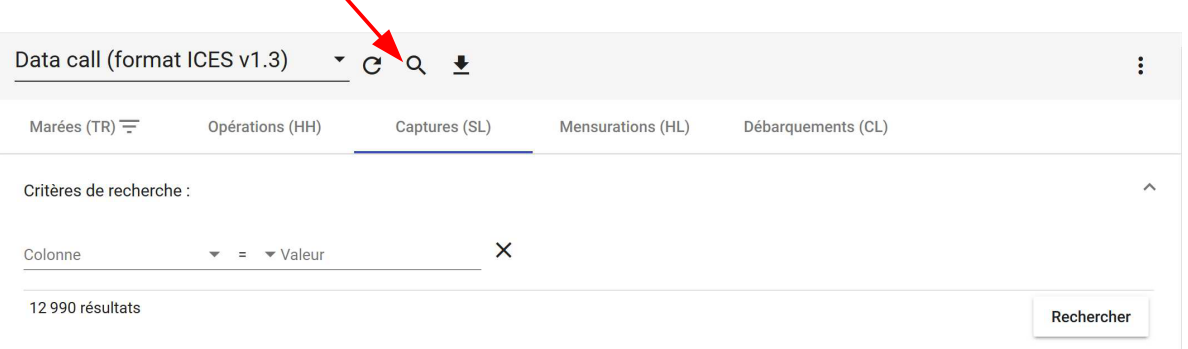 Data call (format ICES v1.3)
Marées (TR) Opérations (HH) Captures (SL) Mensurations (HL) Débarquements (CL)
Critères de recherche :
Colonne = Valeur
12 990 résultats
Rechercher